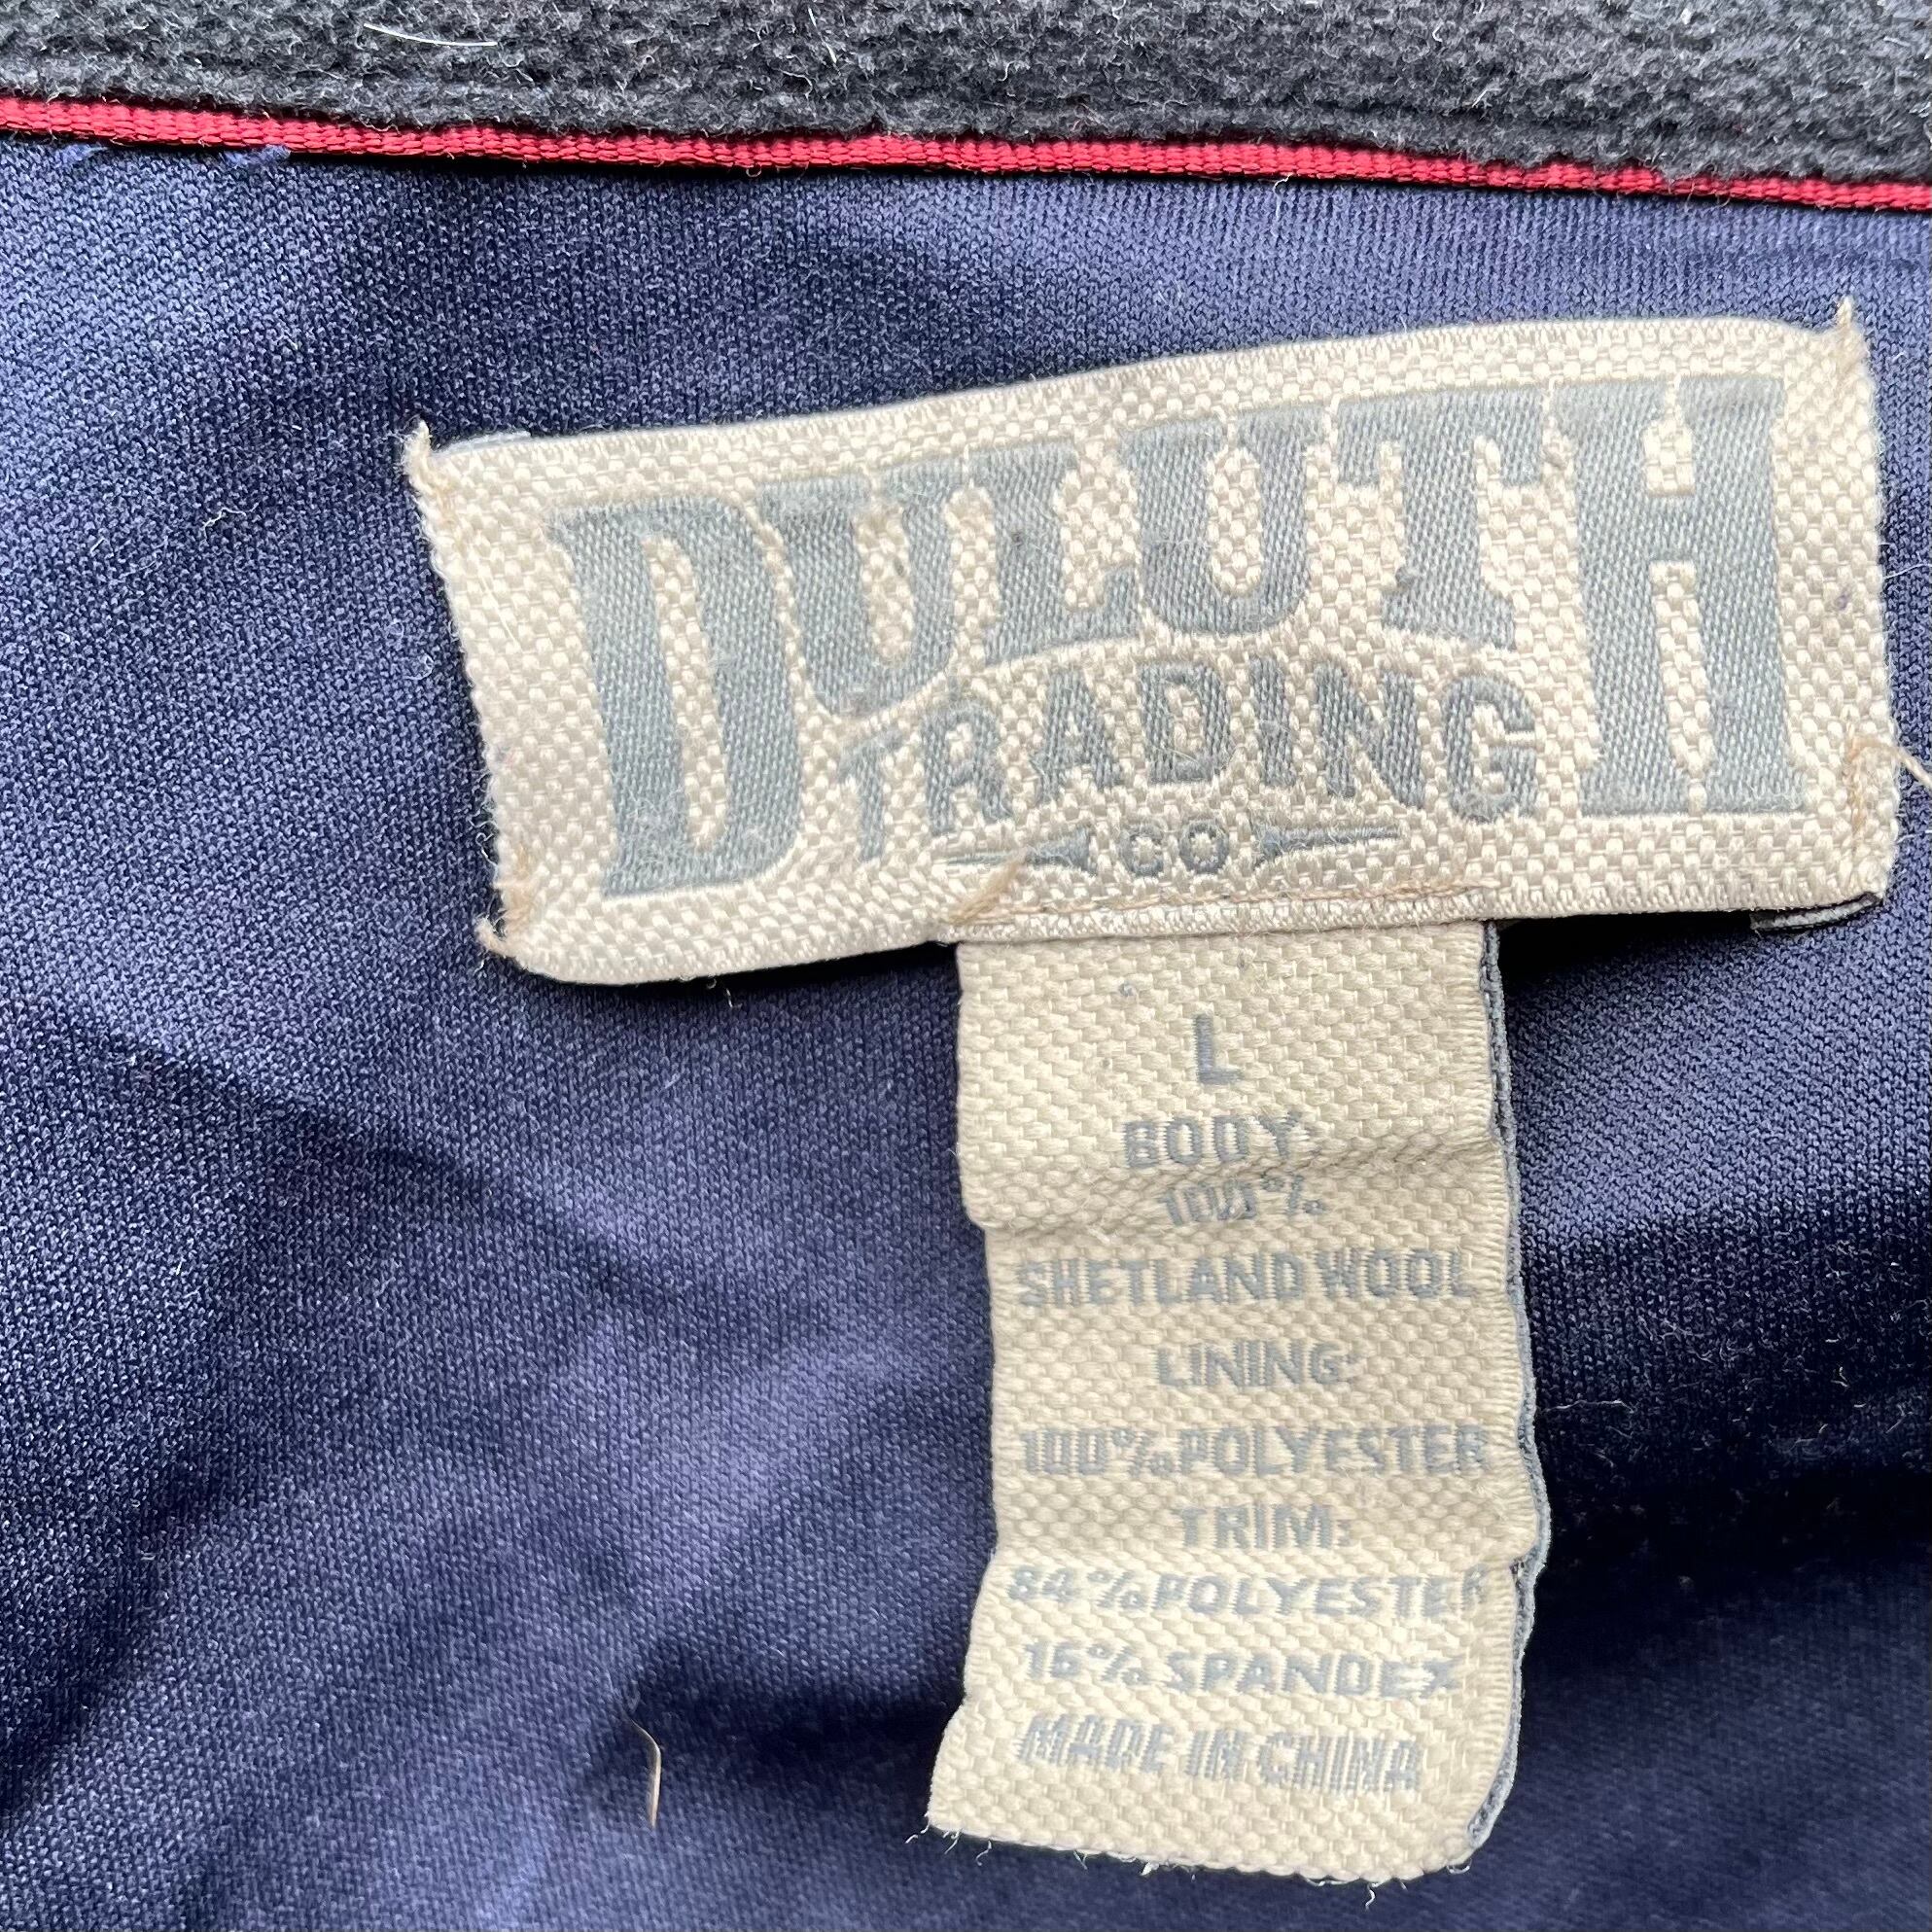 DULUTH
TRADING
CO
L
BODY:
100%
SHETLAND WOOL
LINING:
100% POLYESTER
TRIM:
84% POLYESTER
16% SPANDEX
MADE IN CHINA